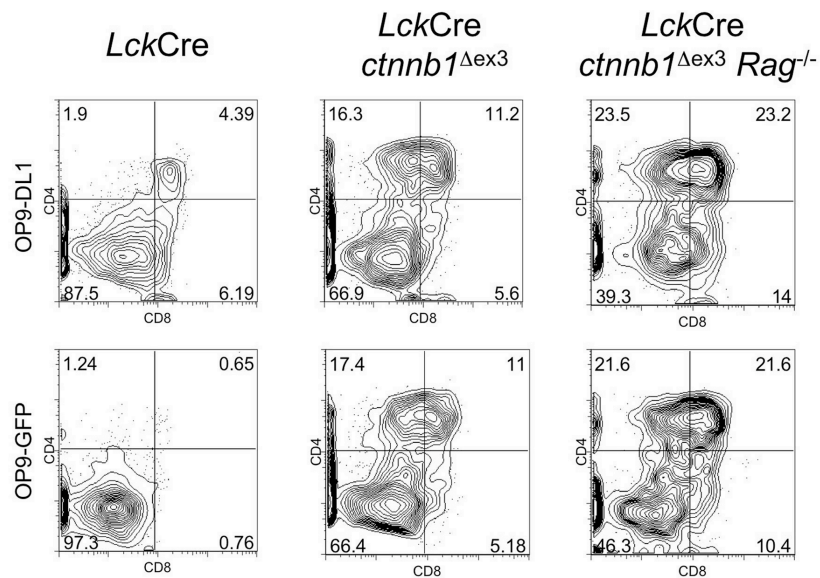 LckCre
LckCre
ctnnb1Δex3
LckCre
ctnnb1Δex3 Rag-/-
OP9-DL1
CD4
1.9
4.39
87.5
6.19
CD8
CD4
16.3
11.2
66.9
5.6
CD8
CD4
23.5
23.2
39.3
14
CD8
OP9-GFP
CD4
1.24
0.65
97.3
0.76
CD8
CD4
17.4
11
66.4
5.18
CD8
CD4
21.6
21.6
46.3
10.4
CD8